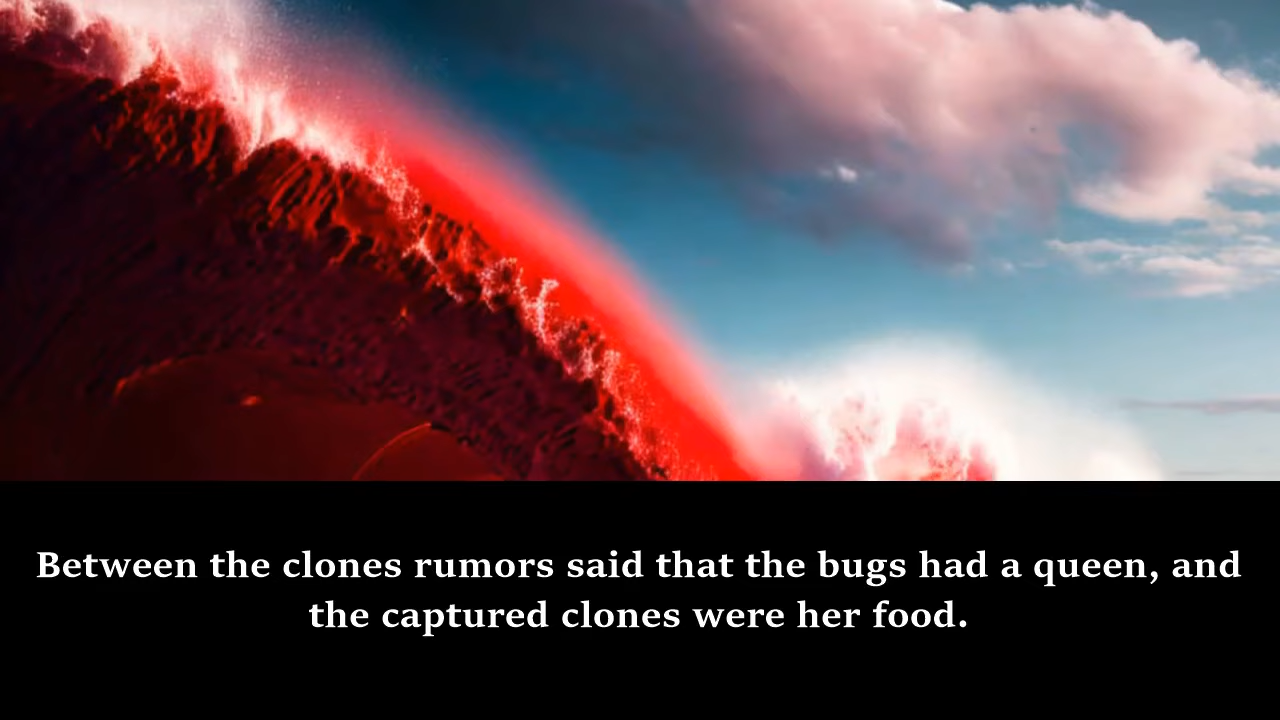 Between the clones rumors said that the bugs had a queen, and
the captured clones were her food.